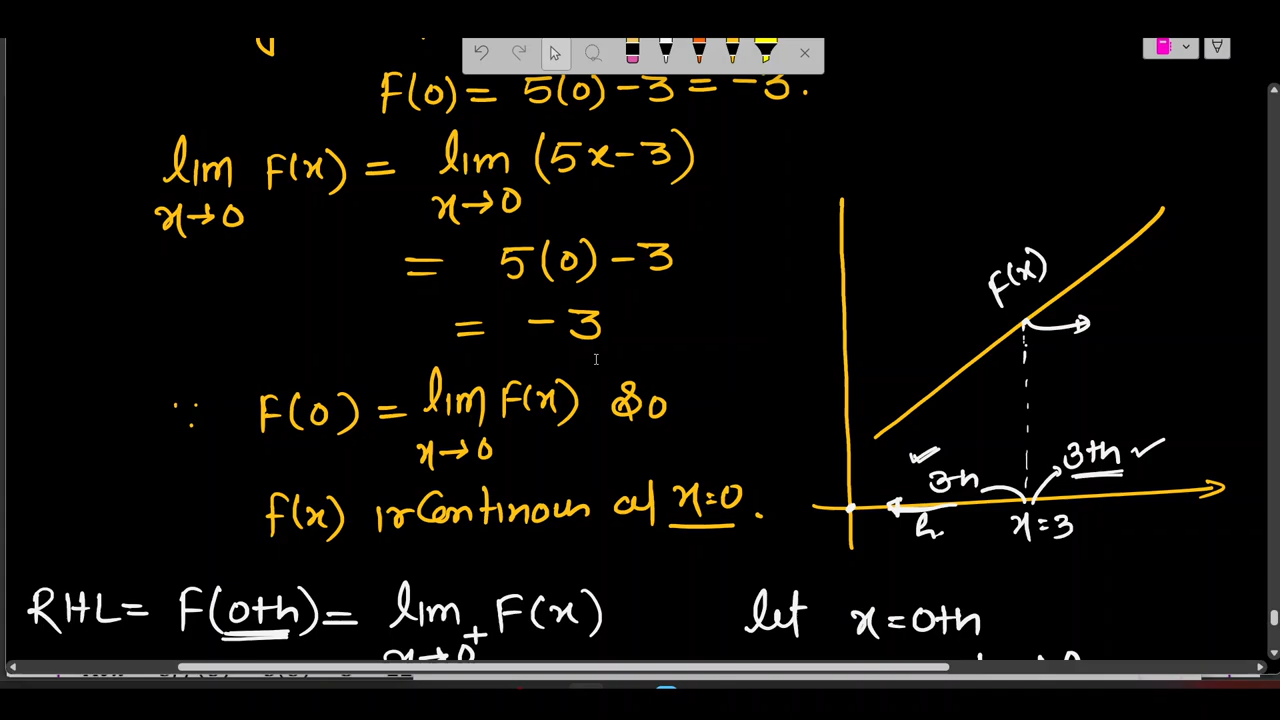 F(0) = 5(0) - 3 = -3.
lim F(x) = lim (5x-3)
x→0 x→0
= 5(0) - 3
= -3
∵ F(0) = lim F(x) So
x→0
f(x) is Continous at x=0.
F(x)
3-h 3+h
h x=3
RHL = F(0+h) = lim F(x) let x=0+h
x→0+